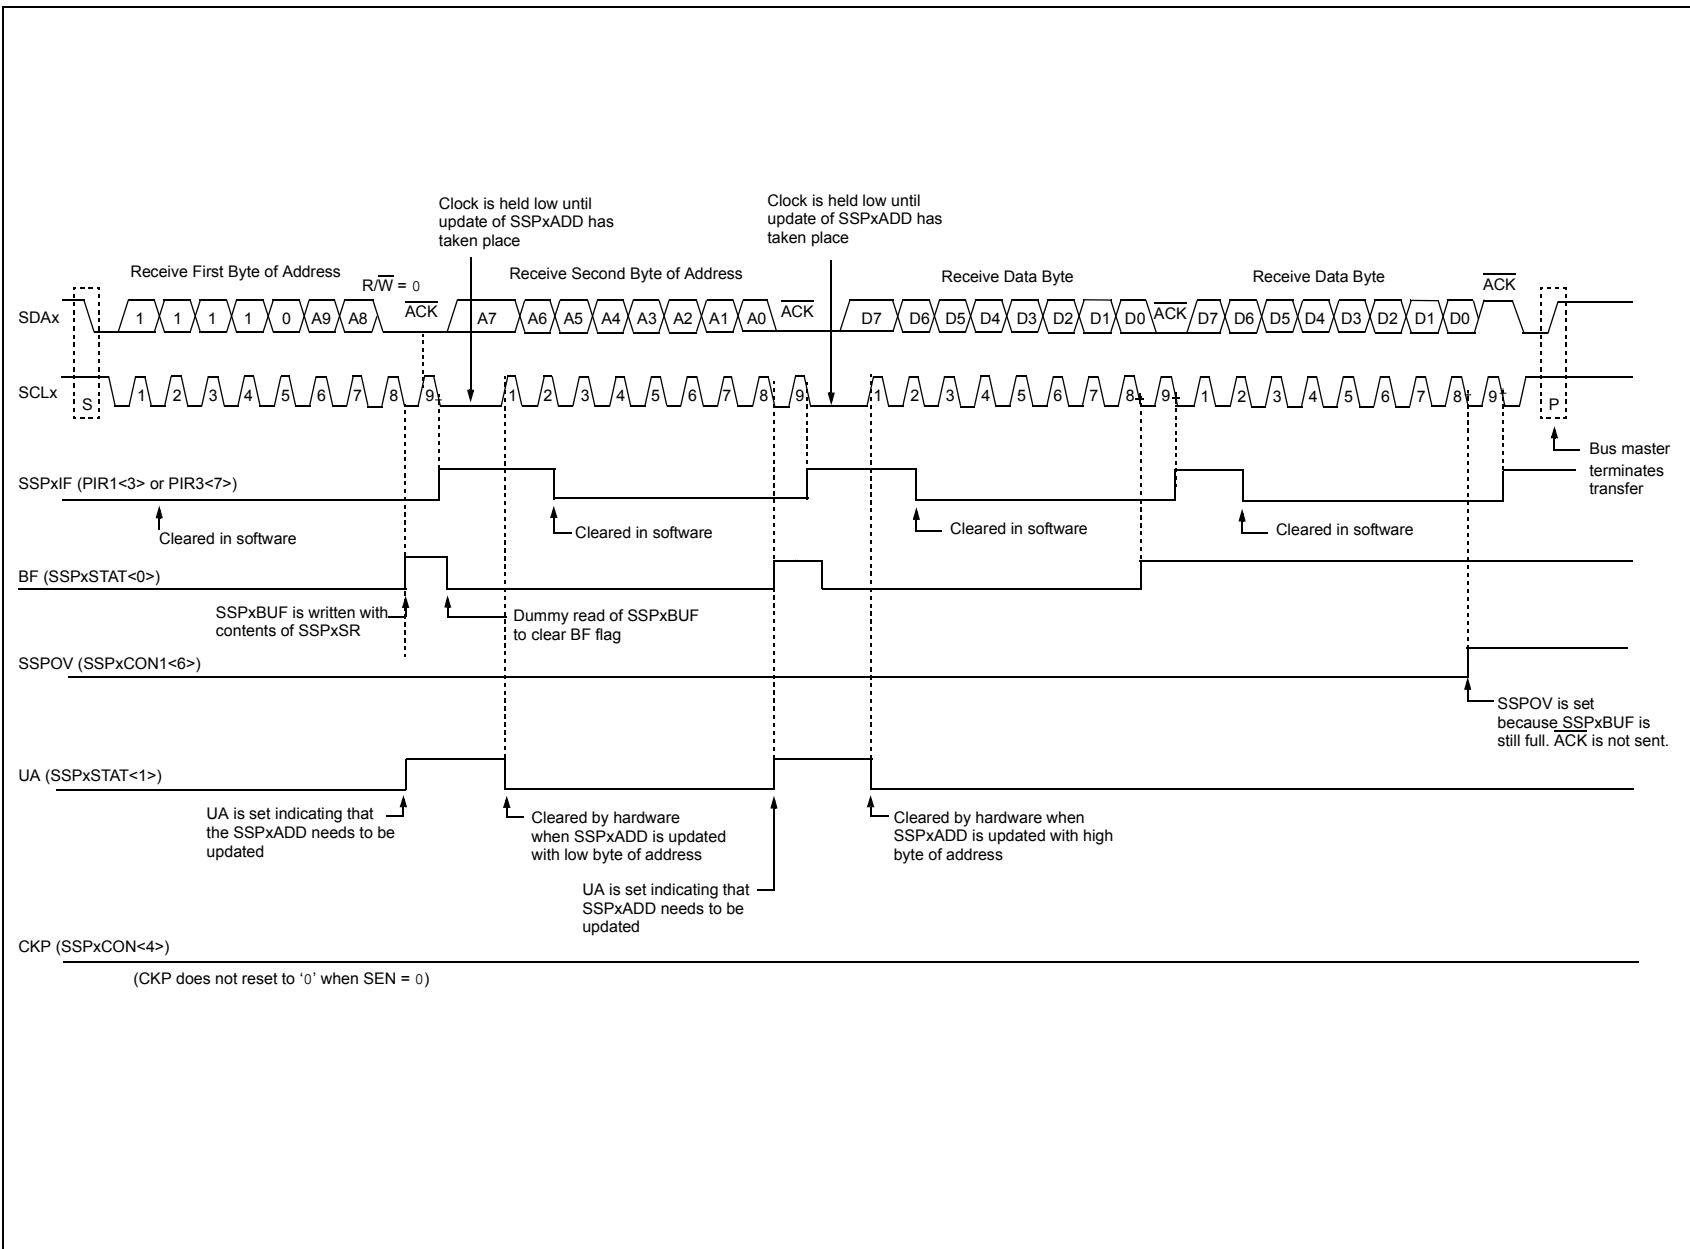 Clock is held low until
update of SSPxADD has
taken place
Clock is held low until
update of SSPxADD has
taken place
Receive First Byte of Address
R/W = 0
ACK
Receive Second Byte of Address
ACK
Receive Data Byte
ACK
Receive Data Byte
ACK
SDAx
1 1 1 1 0 A9 A8
A7 A6 A5 A4 A3 A2 A1 A0
D7 D6 D5 D4 D3 D2 D1 D0
D7 D6 D5 D4 D3 D2 D1 D0
SCLx
S
1 2 3 4 5 6 7 8 9
1 2 3 4 5 6 7 8 9
1 2 3 4 5 6 7 8 9
1 2 3 4 5 6 7 8 9
P
Bus master
terminates
transfer
SSPxIF (PIR1<3> or PIR3<7>)
Cleared in software
Cleared in software
Cleared in software
Cleared in software
BF (SSPxSTAT<0>)
SSPxBUF is written with
contents of SSPxSR
Dummy read of SSPxBUF
to clear BF flag
SSPOV (SSPxCON1<6>)
SSPOV is set
because SSPxBUF is
still full. ACK is not sent.
UA (SSPxSTAT<1>)
UA is set indicating that
the SSPxADD needs to be
updated
Cleared by hardware
when SSPxADD is updated
with low byte of address
UA is set indicating that
SSPxADD needs to be
updated
Cleared by hardware when
SSPxADD is updated with high
byte of address
CKP (SSPxCON<4>)
(CKP does not reset to ‘0’ when SEN = 0)